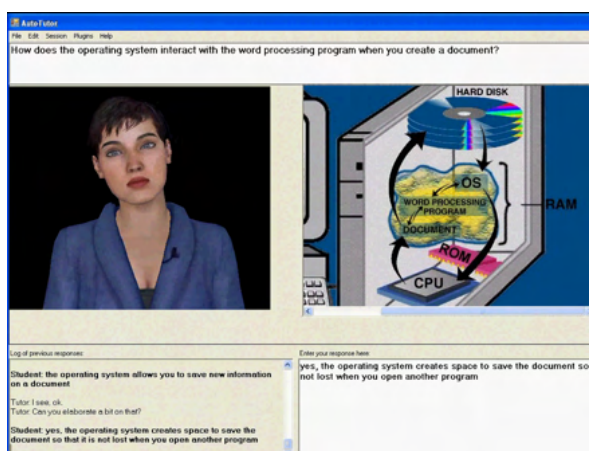 AutoTutor
File Edit Session Plugins Help
How does the operating system interact with the word processing program when you create a document?
HARD DISK
OS
WORD PROCESSING
PROGRAM
DOCUMENT
RAM
ROM
CPU
Log of previous responses:
Student: the operating system allows you to save new information
on a document
Tutor: I see, ok.
Tutor: Can you elaborate a bit on that?
Student: yes, the operating system creates space to save the
document so that it is not lost when you open another program
Enter your response here:
yes, the operating system creates space to save the document so
not lost when you open another program